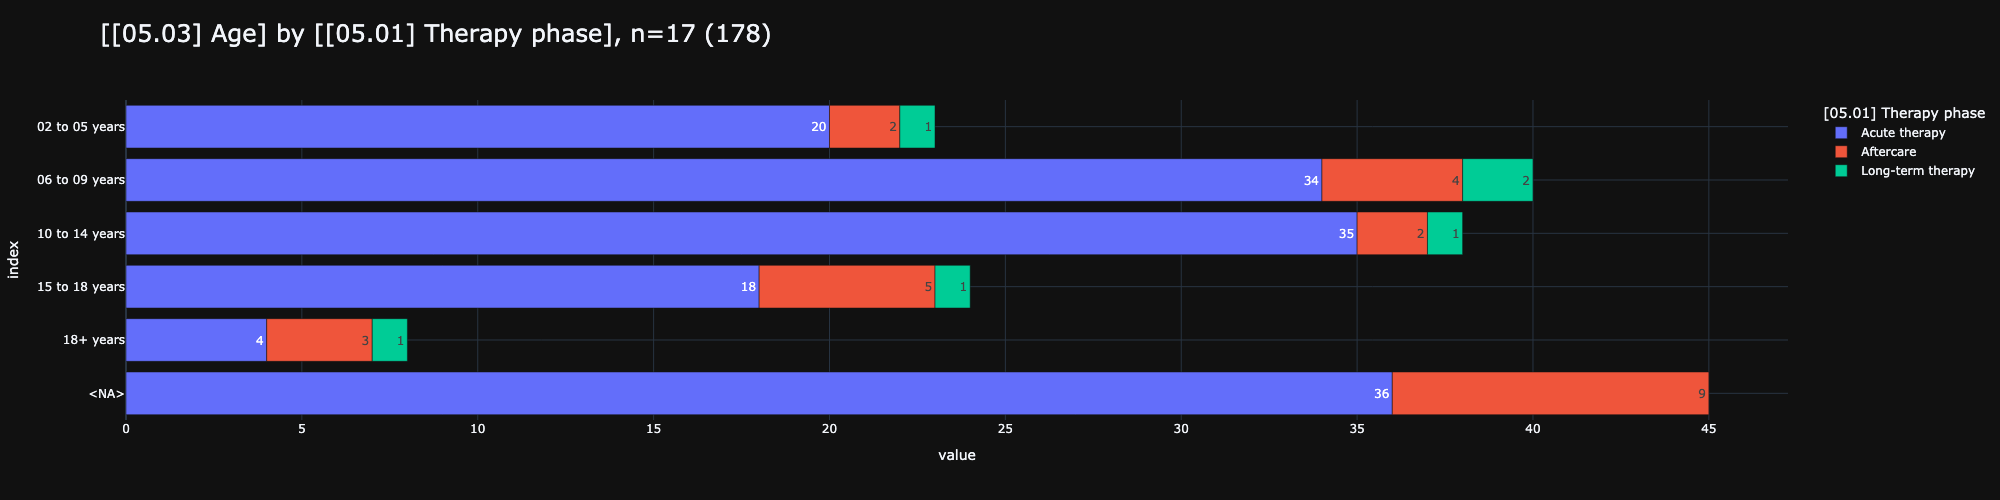 [[05.03] Age] by [[05.01] Therapy phase], n=17 (178)
[05.01] Therapy phase
Acute therapy
Aftercare
Long-term therapy
index
02 to 05 years 20 2 1
06 to 09 years 34 4 2
10 to 14 years 35 2 1
15 to 18 years 18 5 1
18+ years 4 3 1
<NA> 36 9
0 5 10 15 20 25 30 35 40 45
value